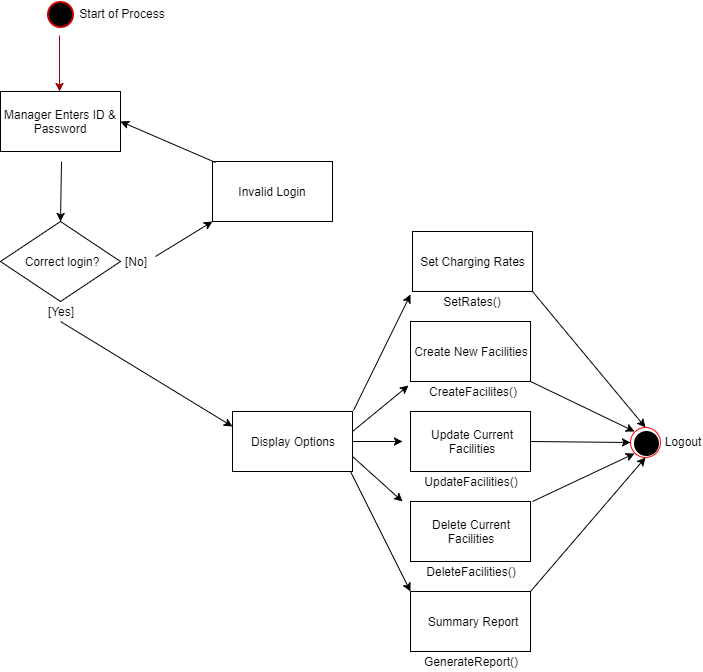 Start of Process
Manager Enters ID &
Password
Invalid Login
Correct login?
[No]
[Yes]
Set Charging Rates
SetRates()
Create New Facilities
CreateFacilites()
Display Options
Update Current
Facilities
Logout
UpdateFacilities()
Delete Current
Facilities
DeleteFacilities()
Summary Report
GenerateReport()